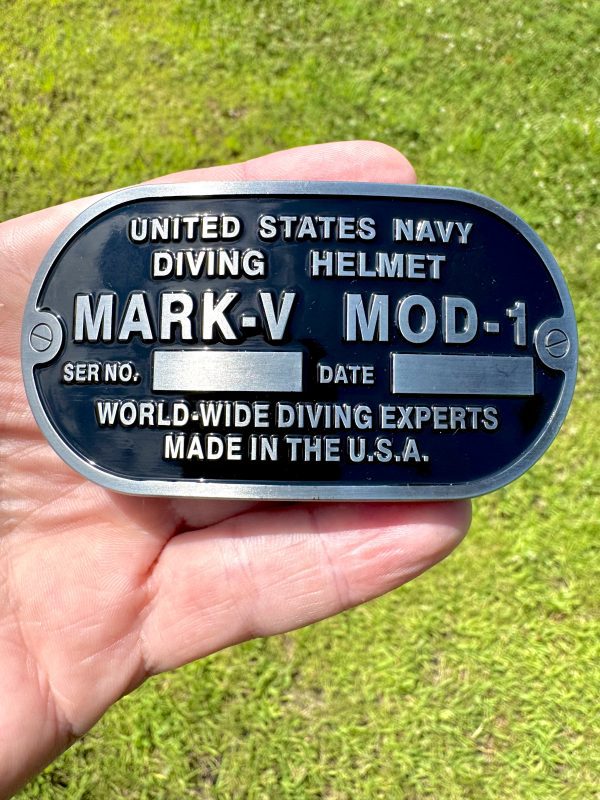 UNITED STATES NAVY
DIVING HELMET
MARK-V MOD-1
SER NO. DATE
WORLD-WIDE DIVING EXPERTS
MADE IN THE U.S.A.